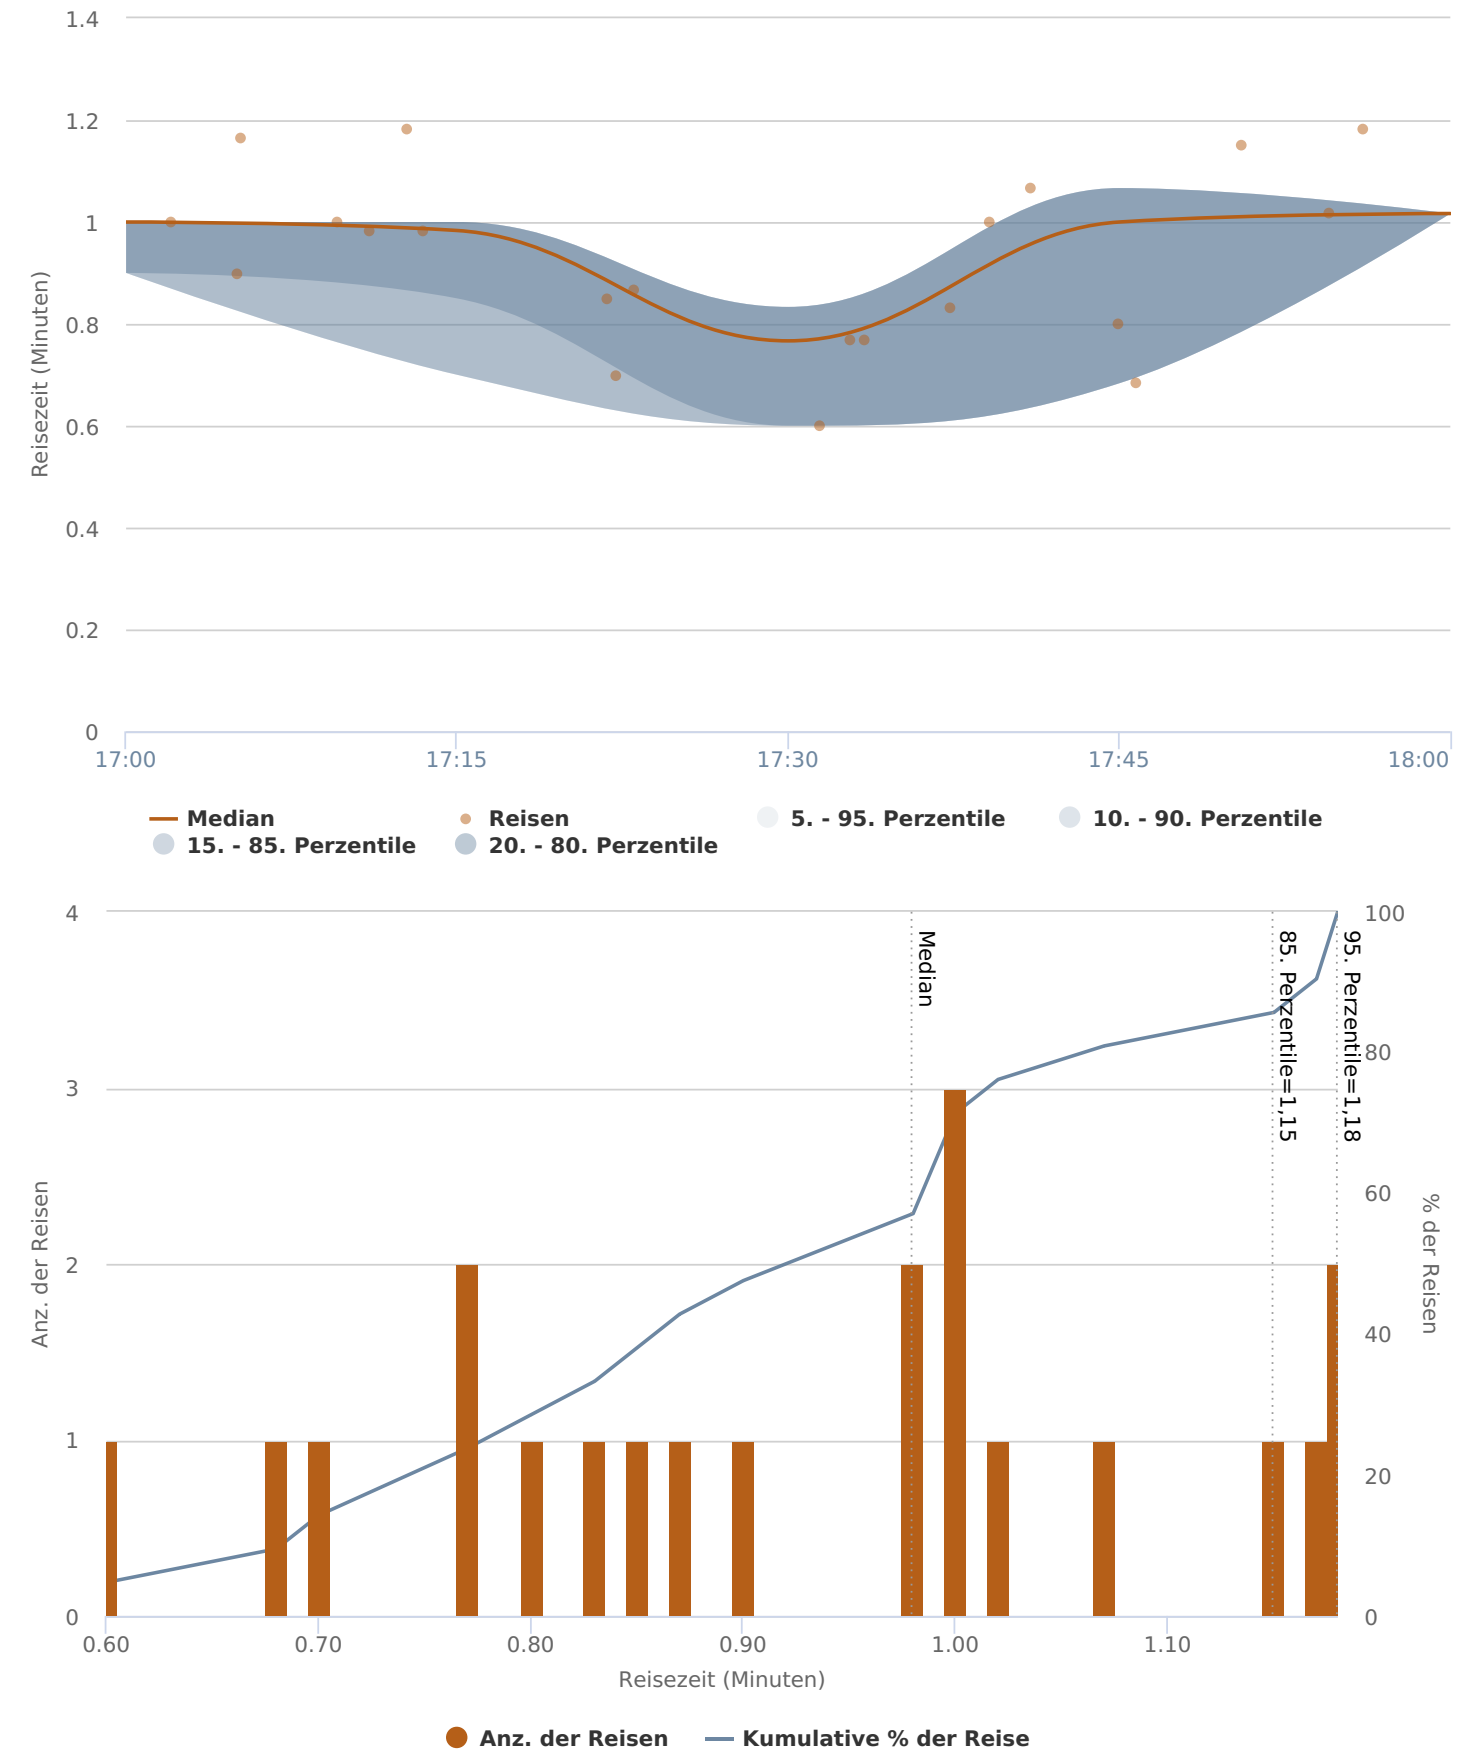 1.4
1.2
1
0.8
0.6
0.4
0.2
0
Reisezeit (Minuten)
17:00 17:15 17:30 17:45 18:00
Median Reisen 5. - 95. Perzentile 10. - 90. Perzentile
15. - 85. Perzentile 20. - 80. Perzentile
4
3
2
1
0
Anz. der Reisen
Median
85. Perzentile=1,15
95. Perzentile=1,18
100
80
60
40
20
0
% der Reisen
0.60 0.70 0.80 0.90 1.00 1.10
Reisezeit (Minuten)
Anz. der Reisen Kumulative % der Reise